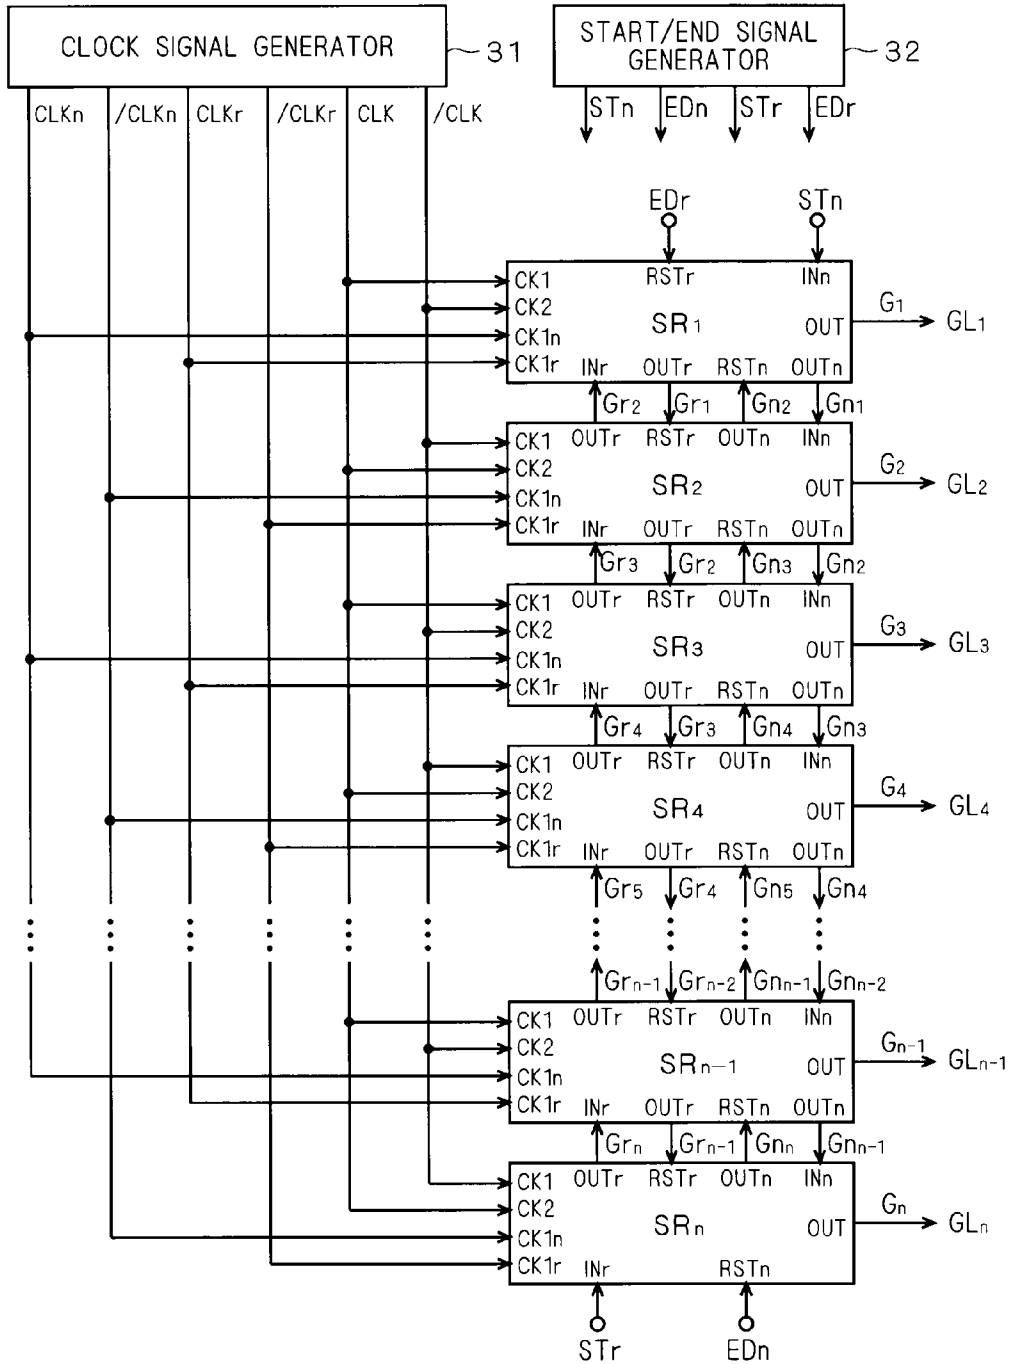 CLOCK SIGNAL GENERATOR
31
START/END SIGNAL
GENERATOR
32
CLKn /CLKn CLKr /CLKr CLK /CLK
STn EDn STr EDr
EDr STn
CK1 RSTr INn
CK2
SR1 OUT G1 GL1
CK1n
CK1r INr OUTr RSTn OUTn
Gr2 Gr1 Gn2 Gn1
CK1 OUTr RSTr OUTn INn
CK2
SR2 OUT G2 GL2
CK1n
CK1r INr OUTr RSTn OUTn
Gr3 Gr2 Gn3 Gn2
CK1 OUTr RSTr OUTn INn
CK2
SR3 OUT G3 GL3
CK1n
CK1r INr OUTr RSTn OUTn
Gr4 Gr3 Gn4 Gn3
CK1 OUTr RSTr OUTn INn
CK2
SR4 OUT G4 GL4
CK1n
CK1r INr OUTr RSTn OUTn
Gr5 Gr4 Gn5 Gn4
Grn-1 Grn-2 Gnn-1 Gnn-2
CK1 OUTr RSTr OUTn INn
CK2
SRn-1 OUT Gn-1 GLn-1
CK1n
CK1r INr OUTr RSTn OUTn
Grn Grn-1 Gnn Gnn-1
CK1 OUTr RSTr OUTn INn
CK2
SRn OUT Gn GLn
CK1n
CK1r INr RSTn
STr EDn